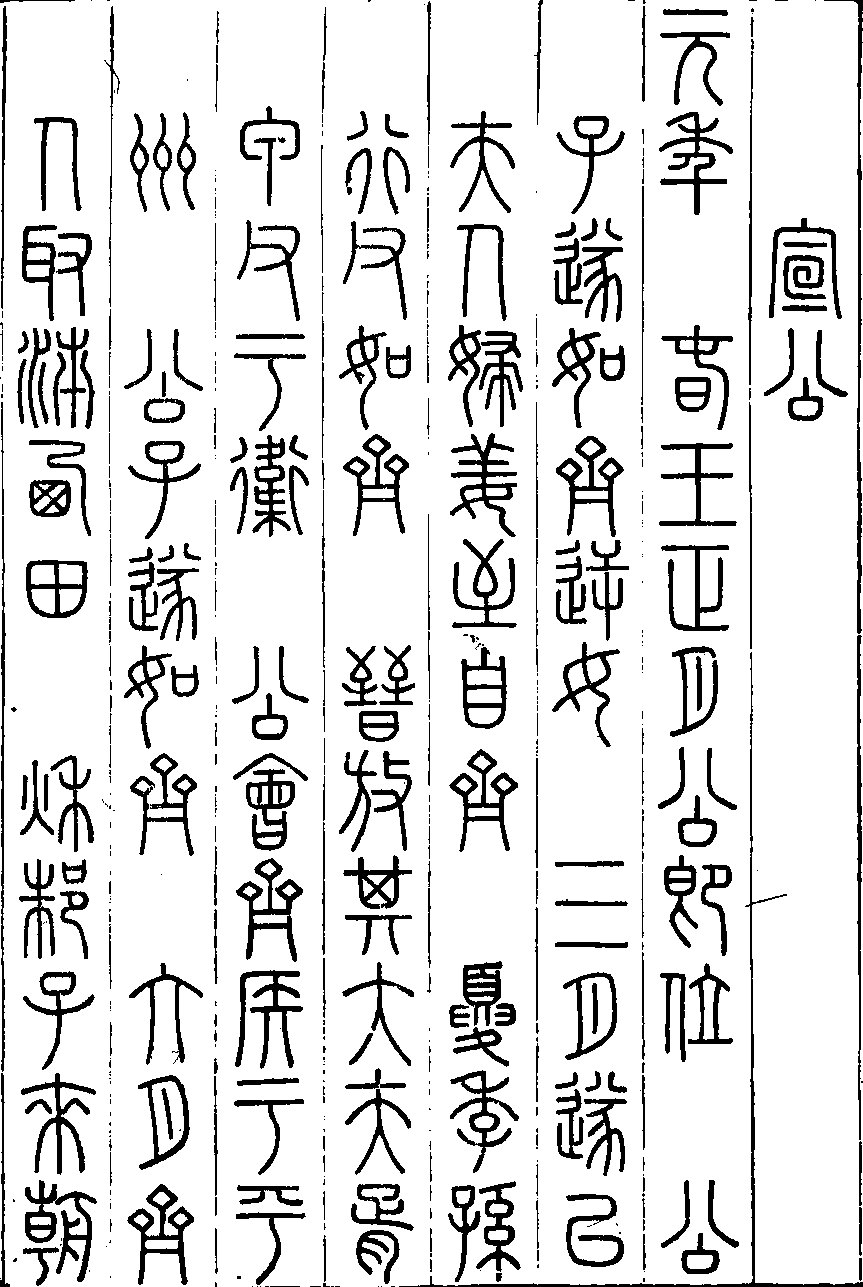 宣公
元年 春王正月公即位 公
子遂如齊逆女 三月遂以
夫人婦姜至自齊 夏季孫
行父如齊 晉放其大夫胥
甲父于衛 公會齊侯于平
州 公子遂如齊 六月齊
人取濟西田 秋邾子來朝